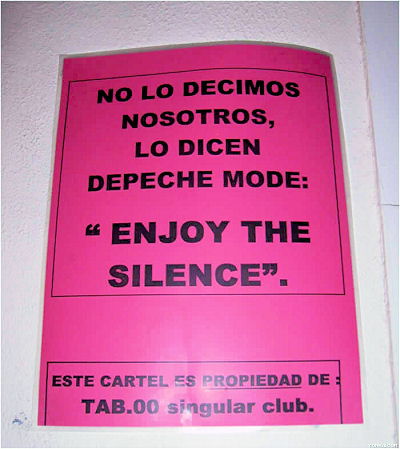 NO LO DECIMOS
NOSOTROS,
LO DICEN
DEPECHE MODE:
“ ENJOY THE
SILENCE”.
ESTE CARTEL ES PROPIEDAD DE :
TAB.00 singular club.